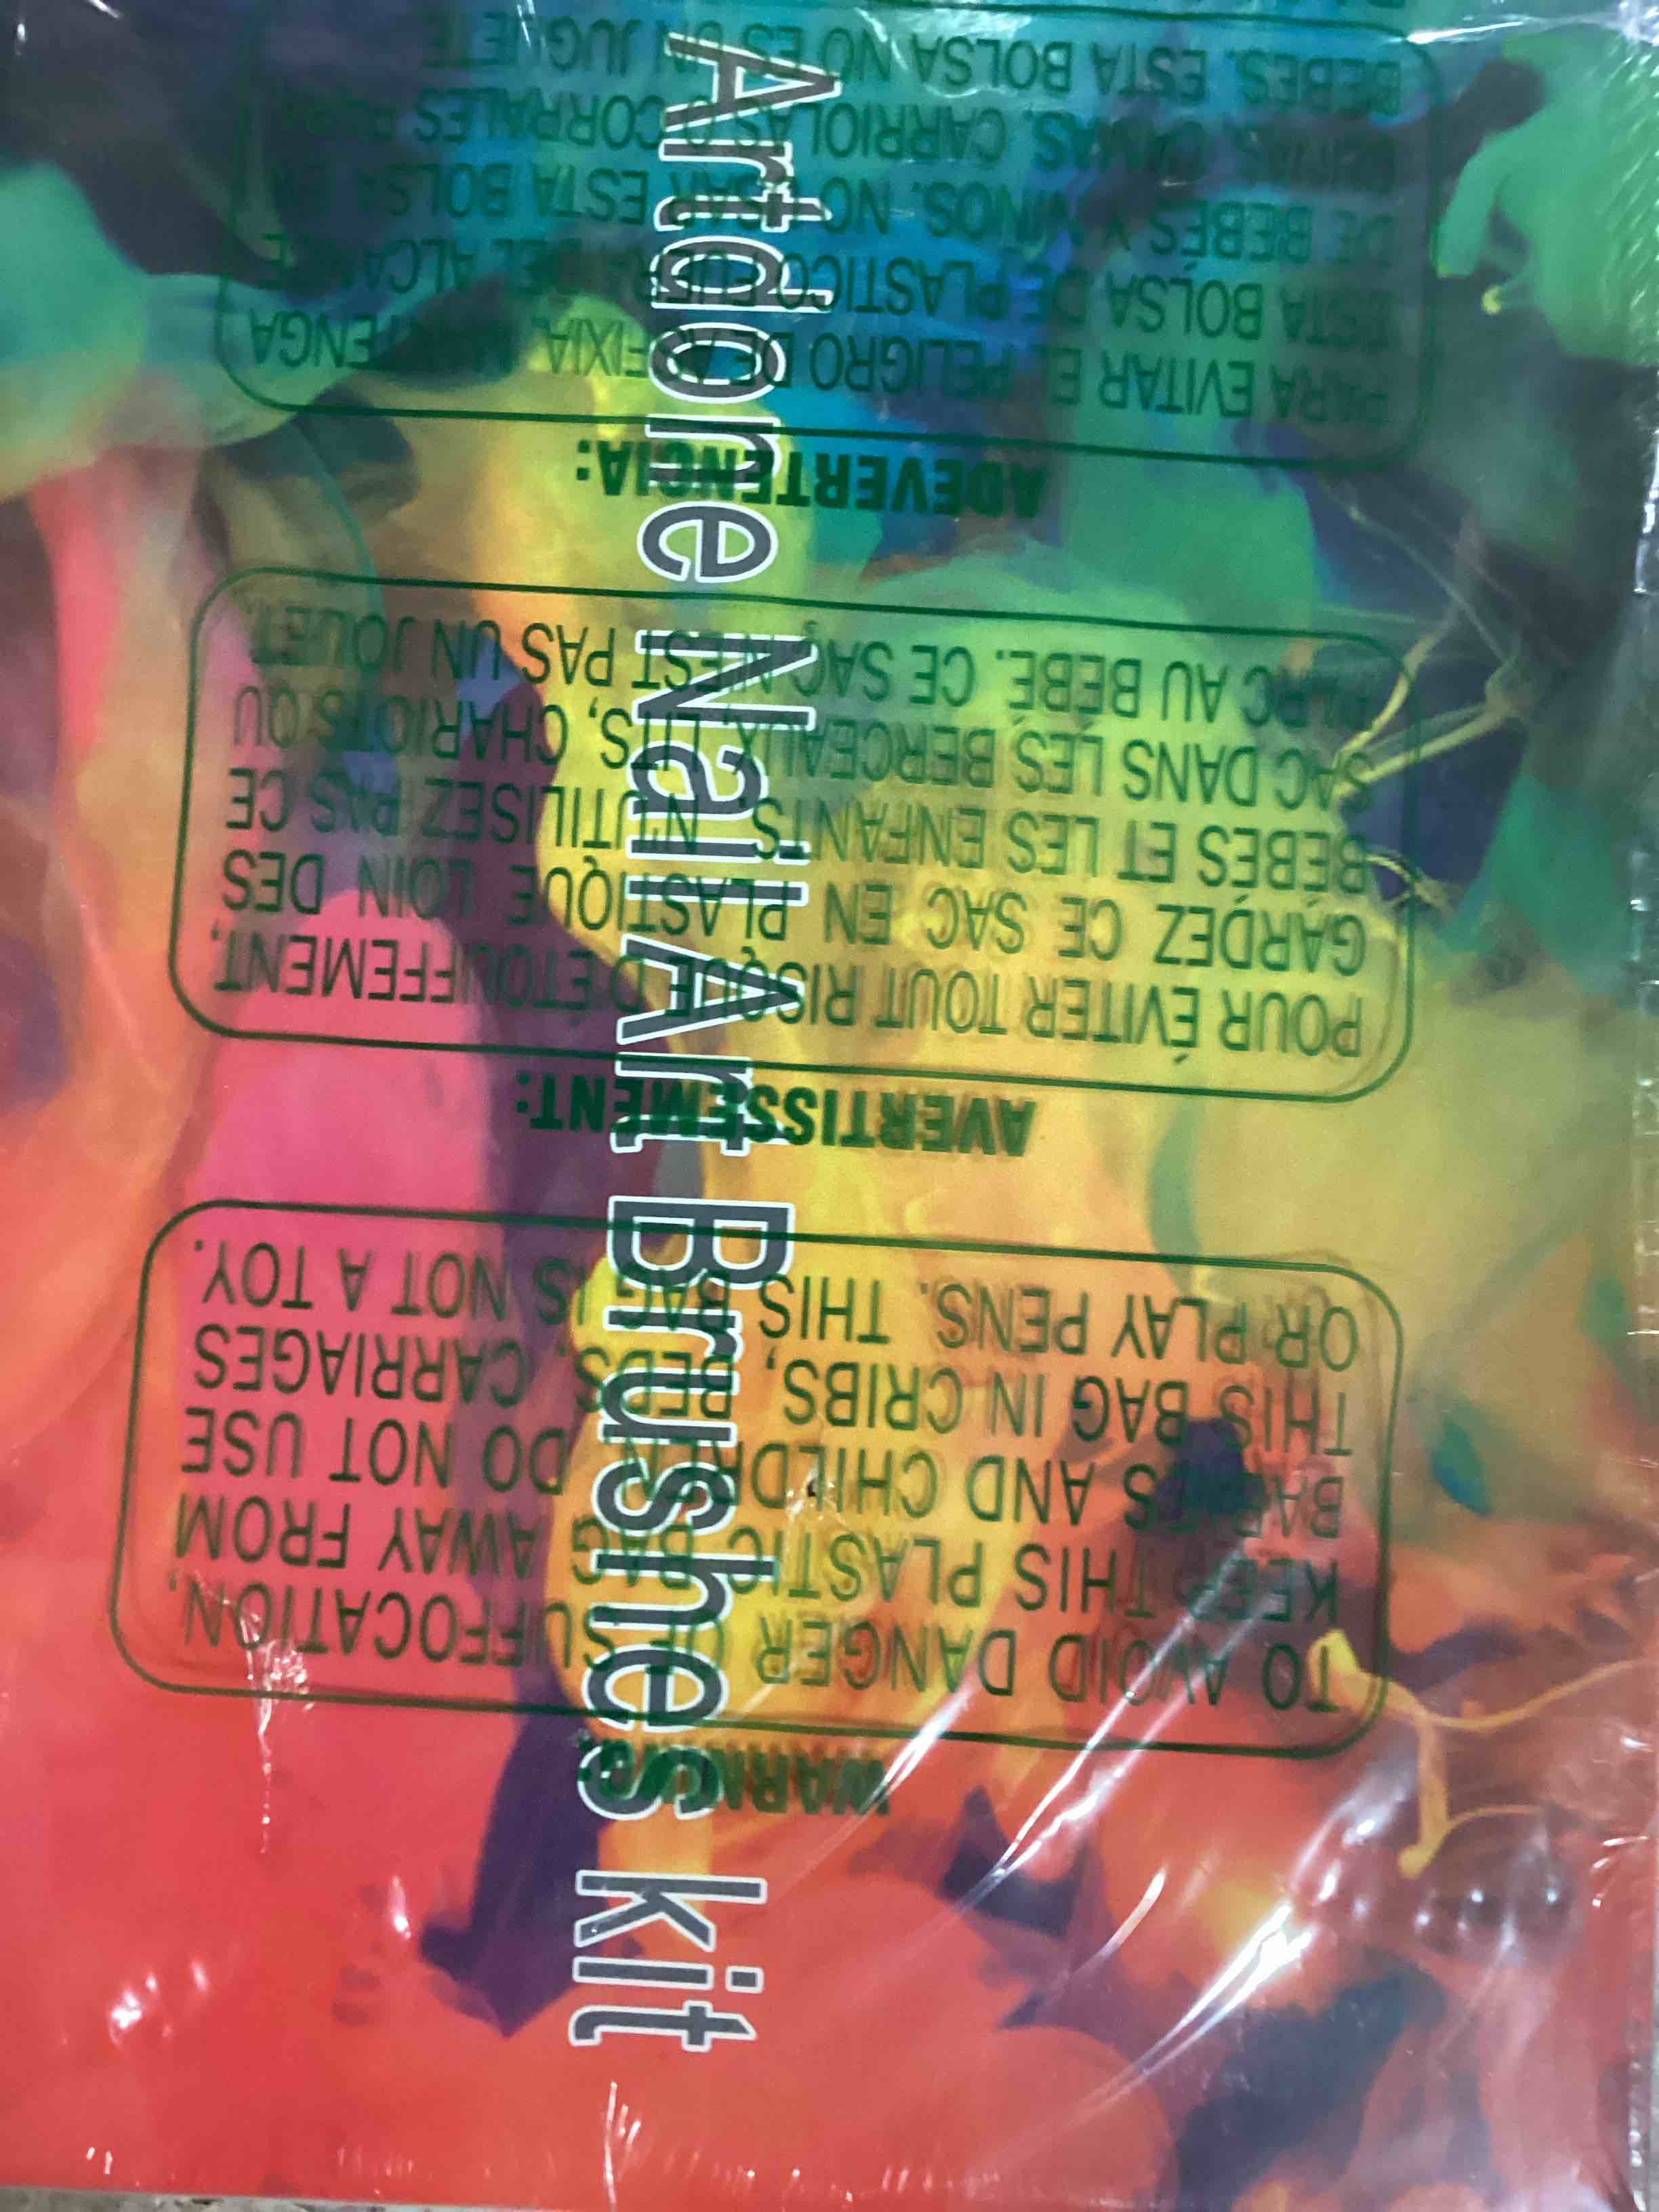 Artdone Nail Art Brushes kit
WARNING:
TO AVOID DANGER OF SUFFOCATION,
KEEP THIS PLASTIC BAG AWAY FROM
BABIES AND CHILDREN. DO NOT USE
THIS BAG IN CRIBS, BEDS, CARRIAGES
OR PLAY PENS. THIS BAG IS NOT A TOY.
AVERTISSEMENT:
POUR ÉVITER TOUT RISQUE D'ÉTOUFFEMENT,
GARDEZ CE SAC EN PLASTIQUE LOIN DES
BÉBÉS ET LES ENFANTS. N'UTILISEZ PAS CE
SAC DANS LES BERCEAUX, LITS, CHARIOTS OU
PARC AU BÉBÉ. CE SAC N'EST PAS UN JOUET.
ADEVERTENCIA:
PARA EVITAR EL PELIGRO DE ASFIXIA, MANTENGA
ESTA BOLSA DE PLASTICO FUERA DEL ALCANCE
DE BEBÉS Y NIÑOS. NO USAR ESTA BOLSA EN
CUNAS, CAMAS, CARRIOLAS O CORRALES PARA
BEBES. ESTA BOLSA NO ES UN JUGUETE